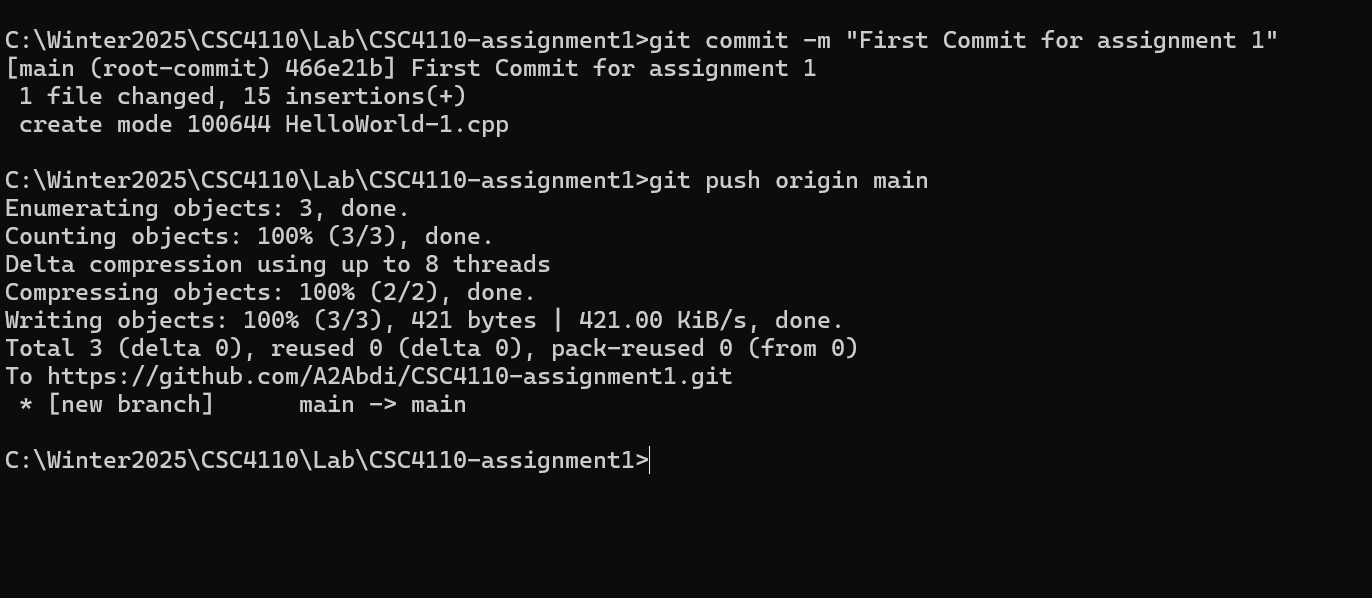 C:\Winter2025\CSC4110\Lab\CSC4110-assignment1>git commit -m "First Commit for assignment 1"
[main (root-commit) 466e21b] First Commit for assignment 1
 1 file changed, 15 insertions(+)
 create mode 100644 HelloWorld-1.cpp
C:\Winter2025\CSC4110\Lab\CSC4110-assignment1>git push origin main
Enumerating objects: 3, done.
Counting objects: 100% (3/3), done.
Delta compression using up to 8 threads
Compressing objects: 100% (2/2), done.
Writing objects: 100% (3/3), 421 bytes | 421.00 KiB/s, done.
Total 3 (delta 0), reused 0 (delta 0), pack-reused 0 (from 0)
To https://github.com/A2Abdi/CSC4110-assignment1.git
 * [new branch]      main -> main
C:\Winter2025\CSC4110\Lab\CSC4110-assignment1>